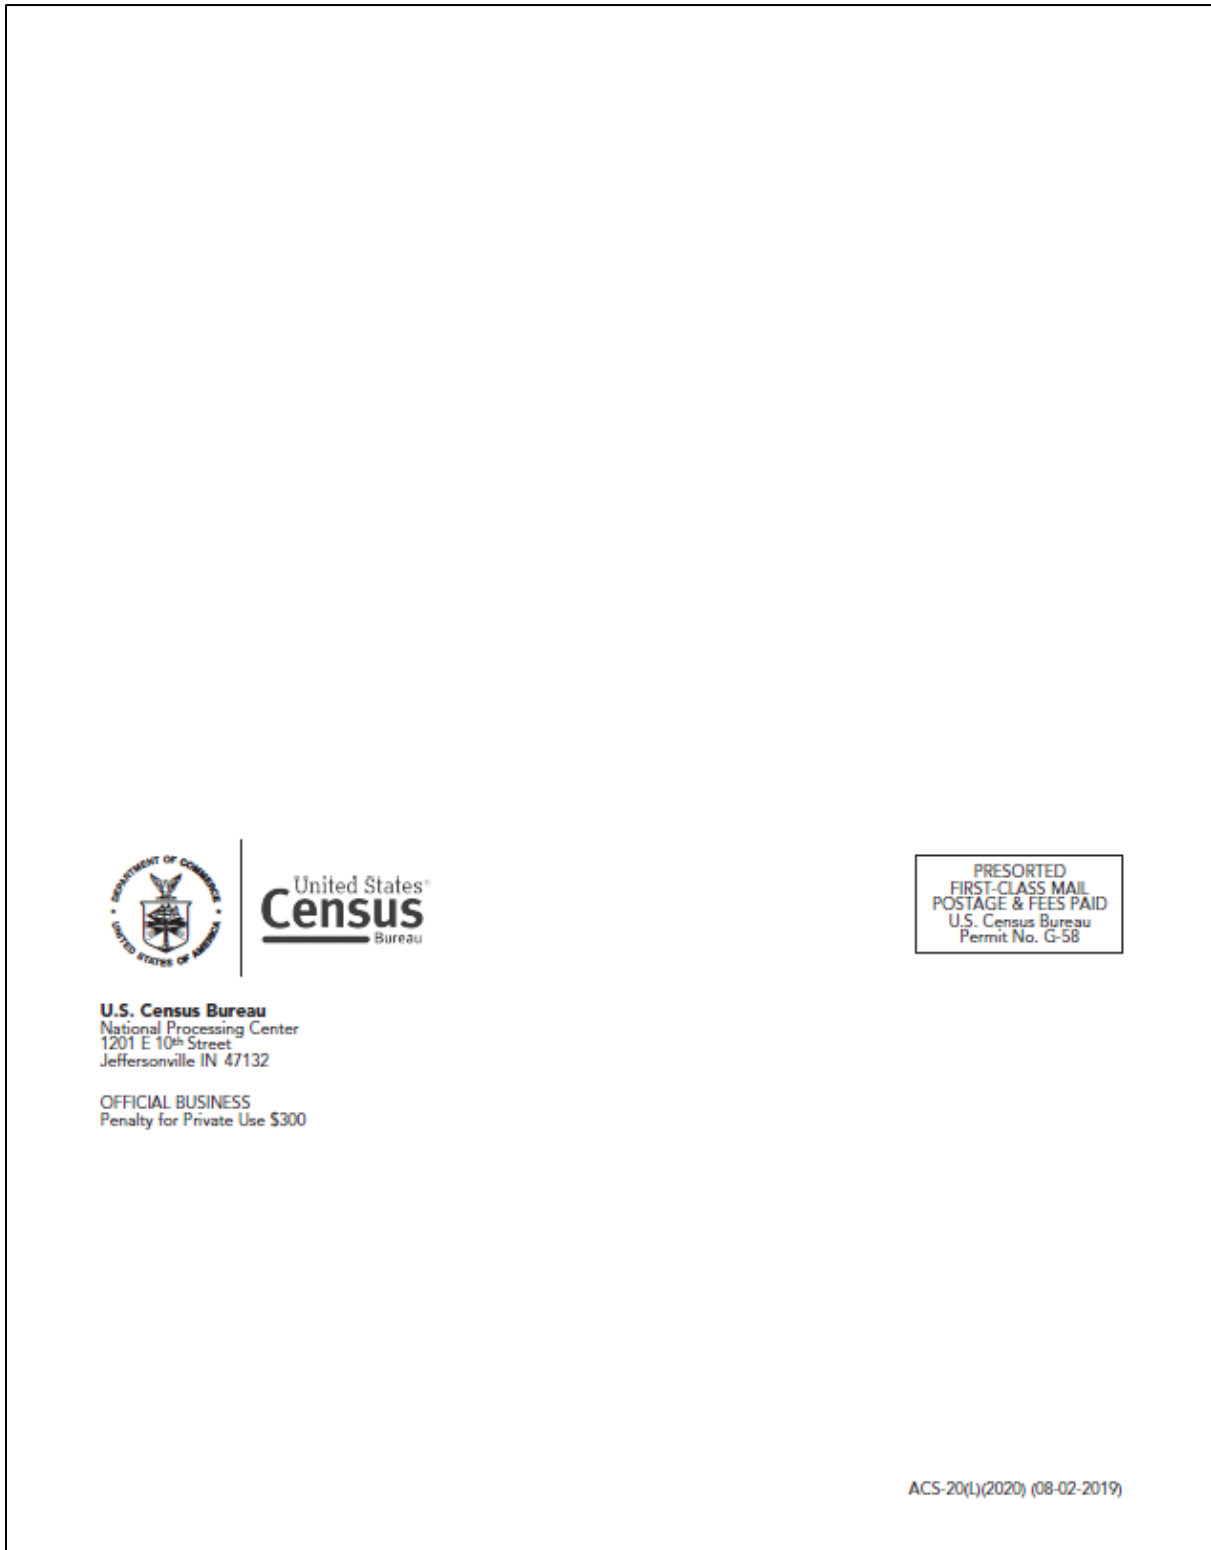 DEPARTMENT OF COMMERCE
UNITED STATES OF AMERICA
United States®
Census
Bureau
PRESORTED
FIRST-CLASS MAIL
POSTAGE & FEES PAID
U.S. Census Bureau
Permit No. G-58
U.S. Census Bureau
National Processing Center
1201 E 10th Street
Jeffersonville IN 47132
OFFICIAL BUSINESS
Penalty for Private Use $300
ACS-20(L)(2020) (08-02-2019)